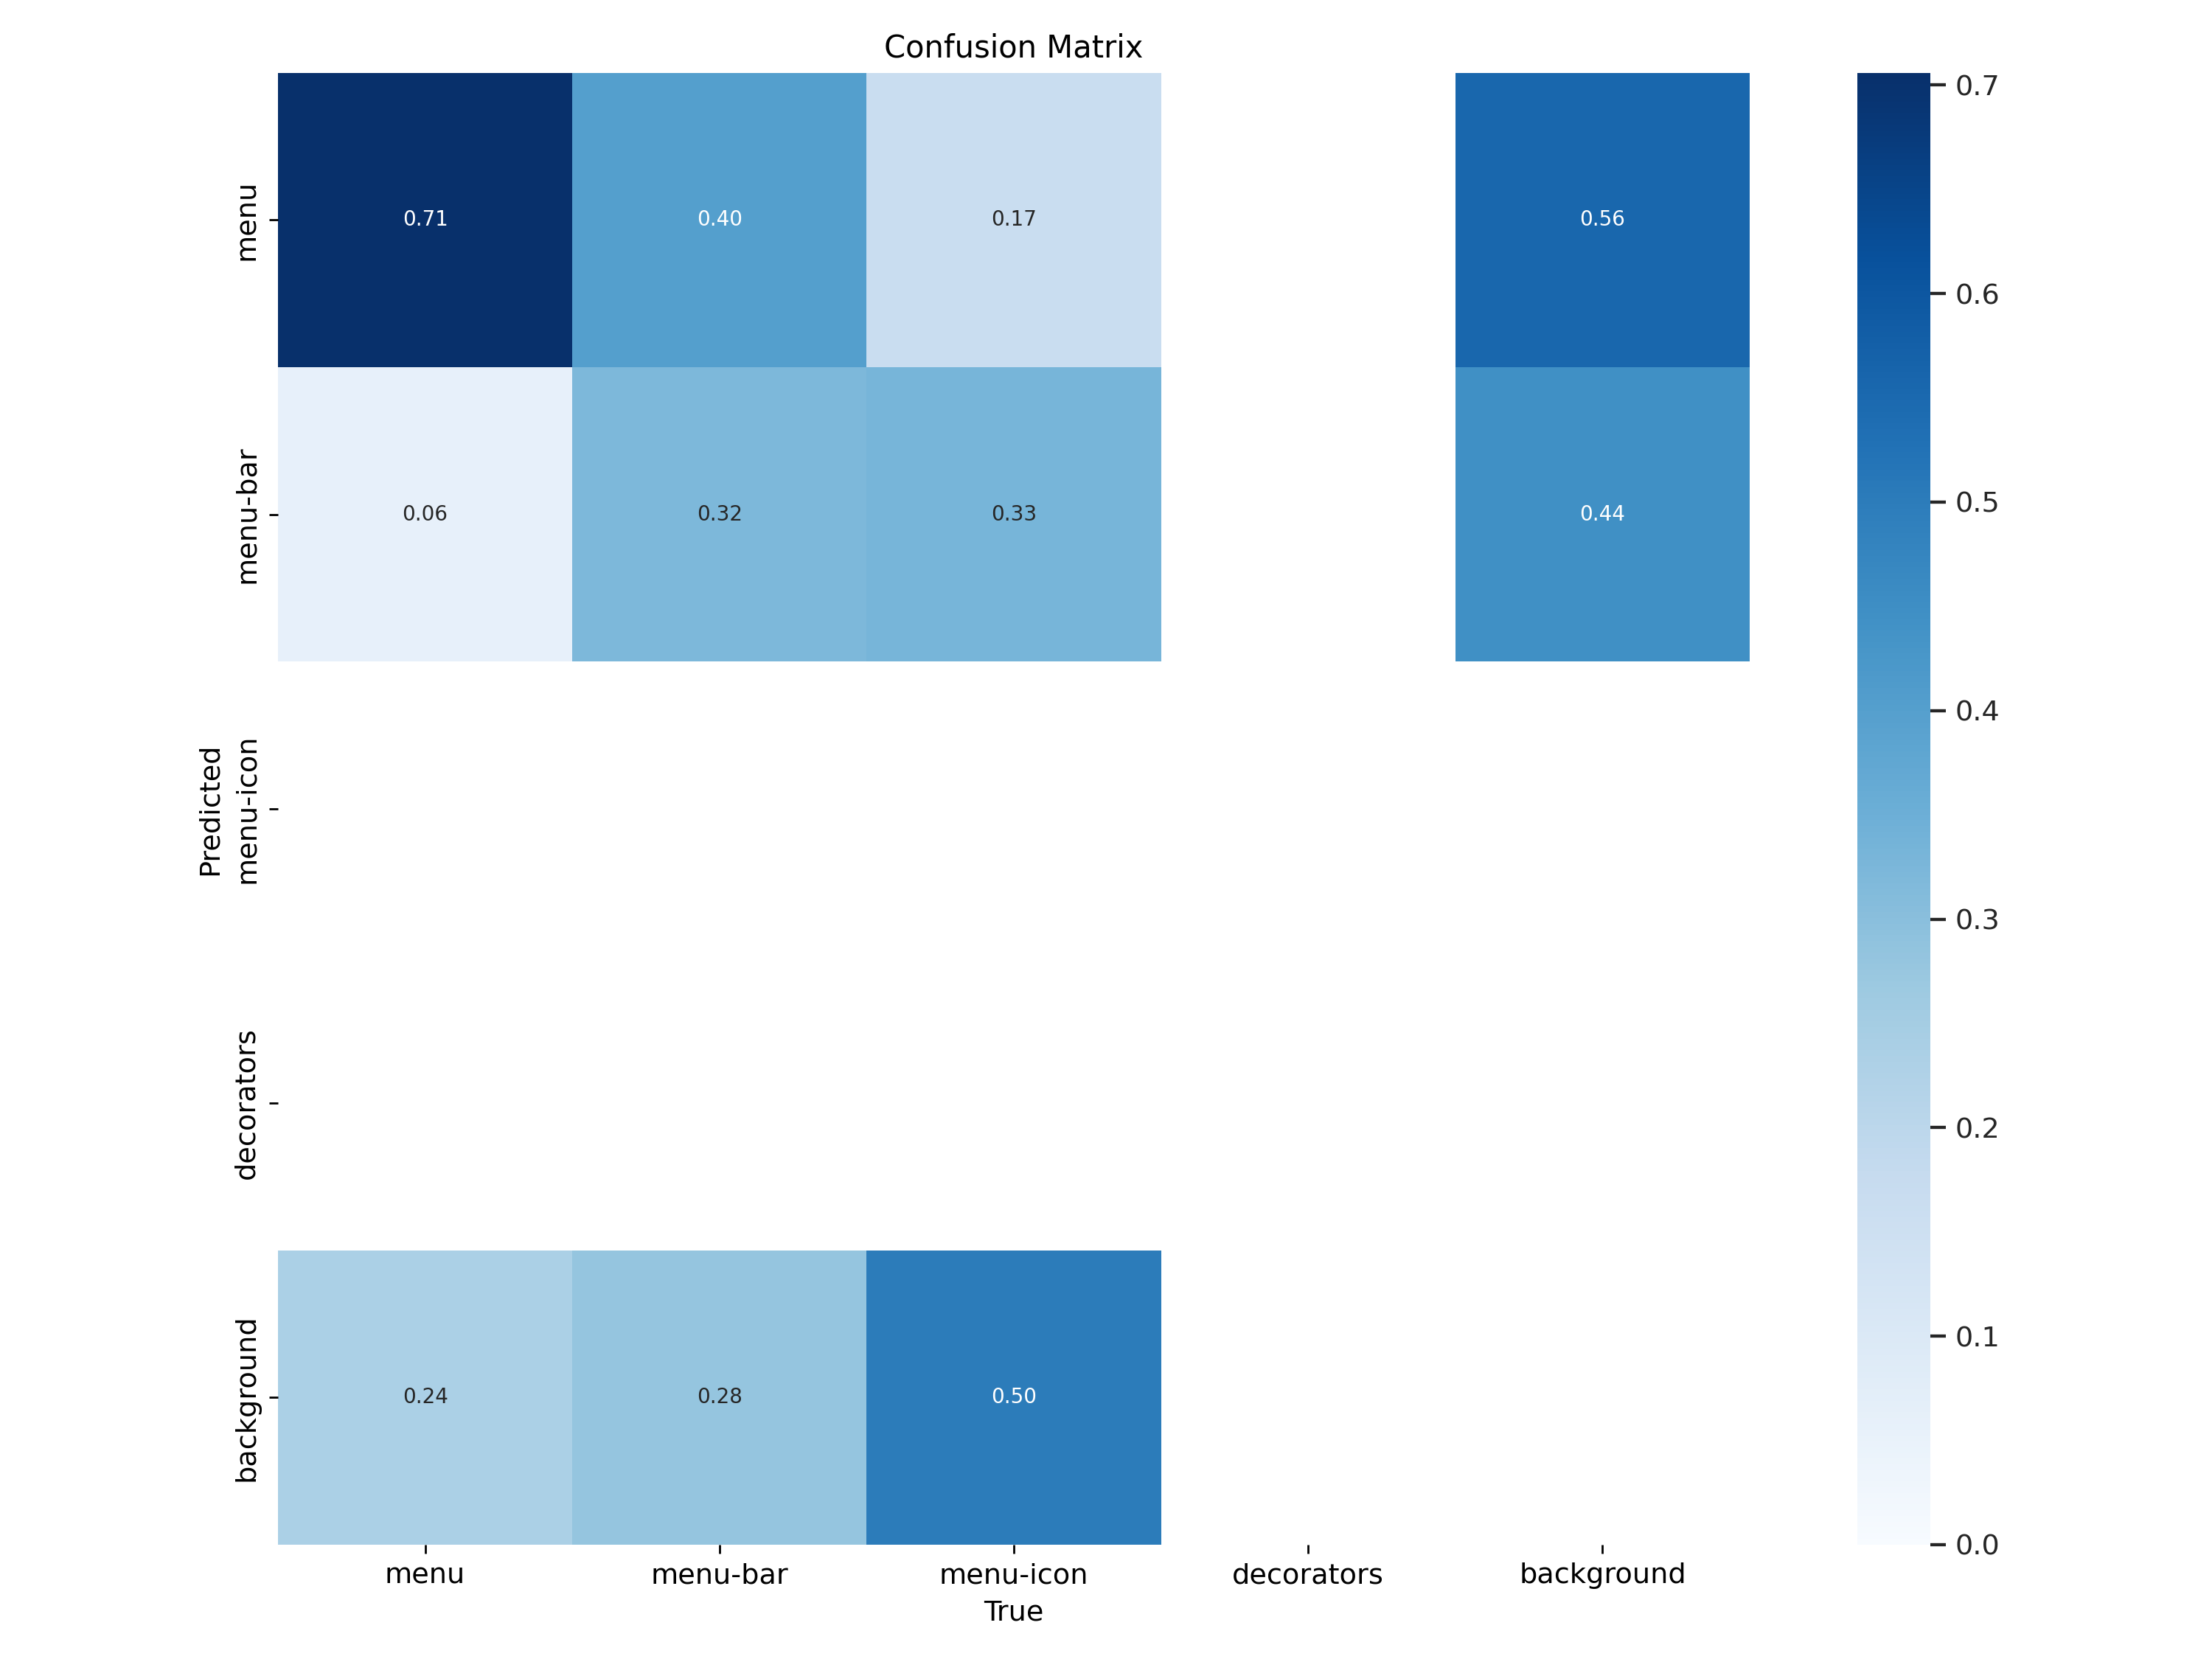 Confusion Matrix
menu
0.71
0.40
0.17
0.56
menu-bar
0.06
0.32
0.33
0.44
Predicted
menu-icon
decorators
background
0.24
0.28
0.50
menu
menu-bar
menu-icon
decorators
background
True
0.7
0.6
0.5
0.4
0.3
0.2
0.1
0.0